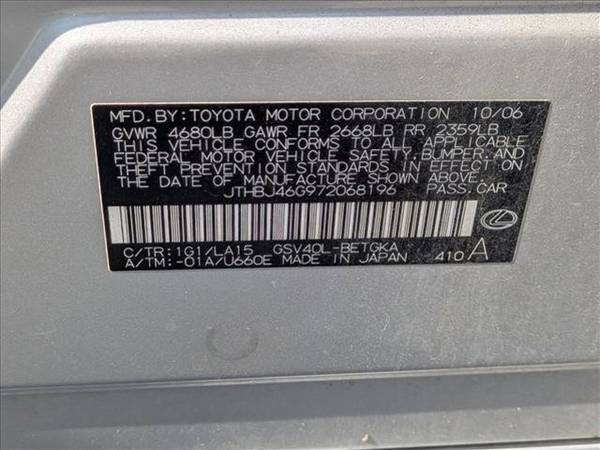 MFD.BY:TOYOTA MOTOR CORPORATION 10/06
GVWR 4680LB GAWR FR 2668LB RR 2359LB
THIS VEHICLE CONFORMS TO ALL APPLICABLE
FEDERAL MOTOR VEHICLE SAFETY, BUMPER, AND
THEFT PREVENTION STANDARDS IN EFFECT ON
THE DATE OF MANUFACTURE SHOWN ABOVE.
JTHBJ46G972068196 PASS.CAR
C/TR:1G1/LA15 GSV40L-BETGKA
A/TM:-01A/U660E MADE IN JAPAN 410 A